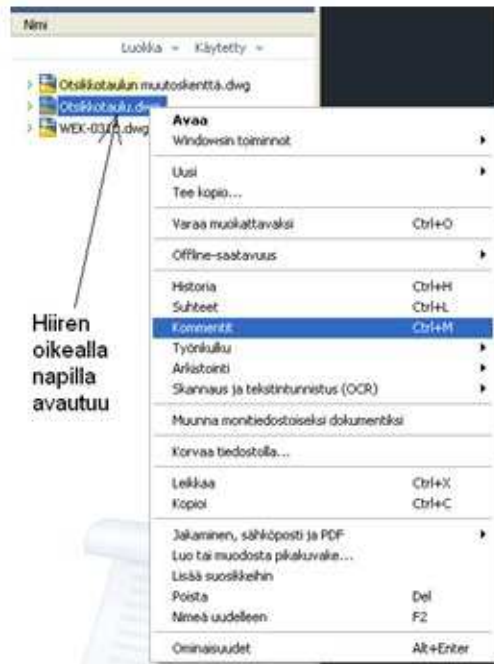 Nimi
Luokka Käytetty
Otsikkotaulun muutoskenttä.dwg
Otsikkotaulu.dwg
WEK-0310.dwg
Avaa
Windowsin toiminnot
Uusi
Tee kopio...
Varaa muokattavaksi Ctrl+O
Offline-saatavuus
Historia Ctrl+H
Suhteet Ctrl+L
Kommentit Ctrl+M
Työnkulku
Arkistointi
Skannaus ja tekstintunnistus (OCR)
Muunna monitiedostoiseksi dokumentiksi
Korvaa tiedostolla...
Leikkaa Ctrl+X
Kopioi Ctrl+C
Jakaminen, sähköposti ja PDF
Luo tai muodosta pikakuvake...
Lisää suosikkeihin
Poista Del
Nimeä uudelleen F2
Ominaisuudet Alt+Enter
Hiiren
oikealla
napilla
avautuu